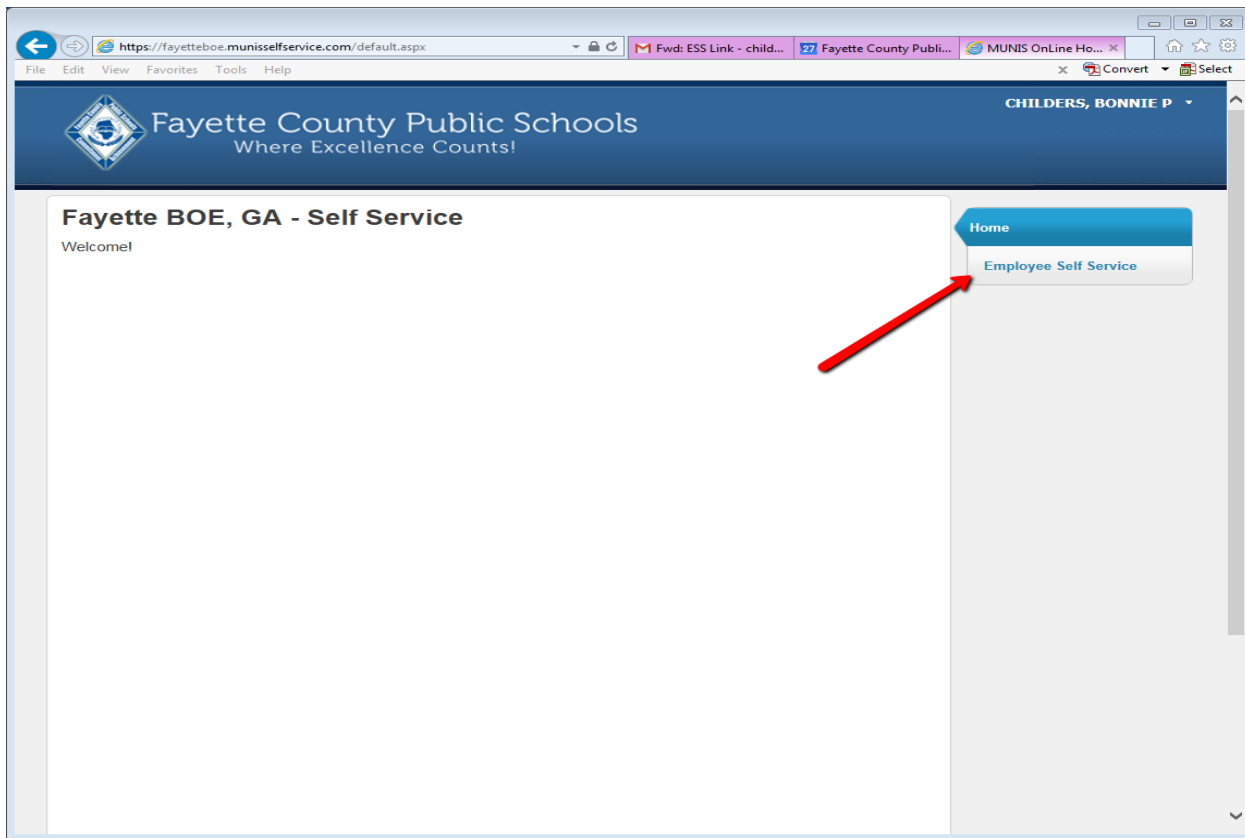 https://fayetteboe.munisselfservice.com/default.aspx
Fwd: ESS Link - child...
27 Fayette County Publi...
MUNIS OnLine Ho...
File Edit View Favorites Tools Help
Convert
Select
CHILDERS, BONNIE P
Fayette County Public Schools
Where Excellence Counts!
Fayette BOE, GA - Self Service
Welcome!
Home
Employee Self Service